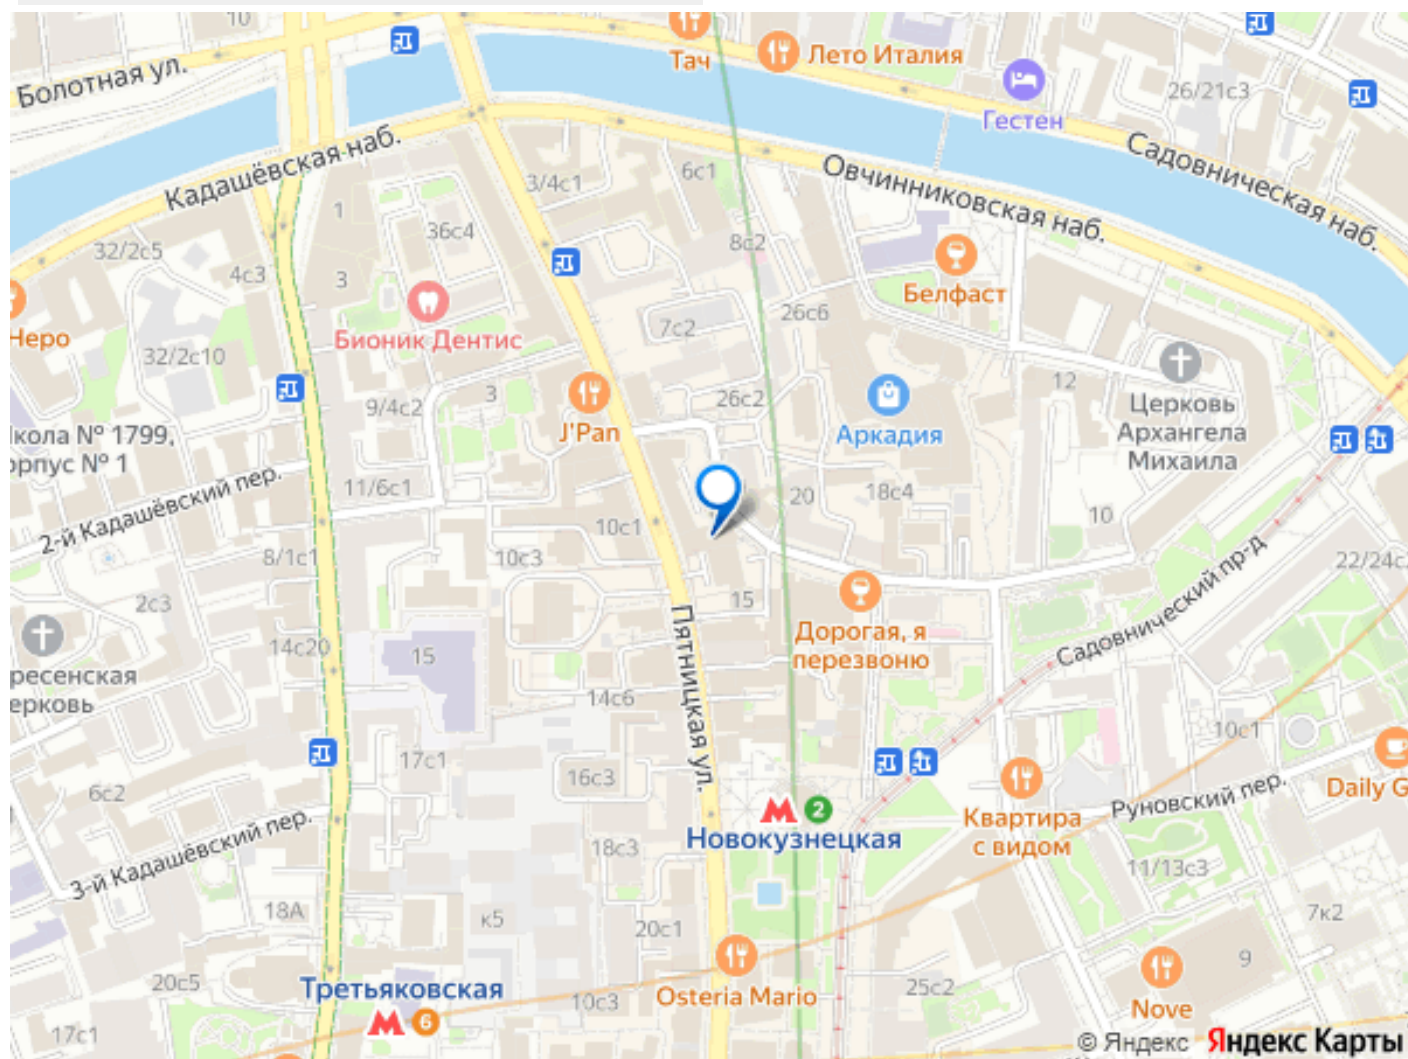 10
Болотная ул.
Тач
Лето Италия
Гестен
26/21с3
Садовническая наб.
Кадашёвская наб.
Овчинниковская наб.
3/4с1
6с1
1
36с4
8с2
32/2с5
4с3
3
26с6
Белфаст
Неро
Бионик Дентис
7с2
32/2с10
3
9/4с2
J'Pan
26с2
Аркадия
12
Церковь
Архангела
Михаила
кола № 1799,
орпус № 1
2-й Кадашёвский пер.
11/6с1
10с1
20
18с4
10
8/1с1
10с3
22/24с
2с3
15
Дорогая, я
перезвоню
Садовнический пр-д
ресенская
ерковь
14с20
15
14с6
Пятницкая ул.
10с1
17с1
16с3
6с2
3-й Кадашёвский пер.
2
Новокузнецкая
Квартира
с видом
Руновский пер.
Daily G
18с3
11/13с3
18А
к5
20с1
7к2
9
20с5
Третьяковская
6
10с3
Osteria Mario
25с2
Nove
17с1
© Яндекс Яндекс Карты